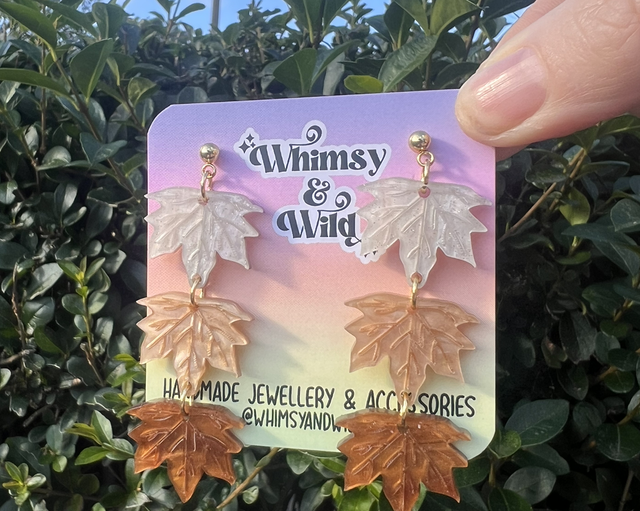 Whimsy
&
Wild
HANDMADE JEWELLERY & ACCESSORIES